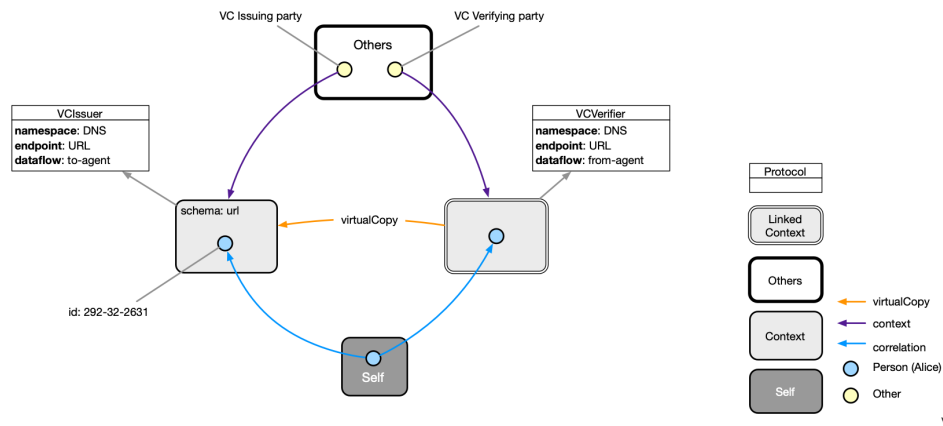 VC Issuing party
VC Verifying party
Others
VCIssuer
namespace: DNS
endpoint: URL
dataflow: to-agent
VCVerifier
namespace: DNS
endpoint: URL
dataflow: from-agent
schema: url
virtualCopy
id: 292-32-2631
Self
Protocol
Linked
Context
Others
Context
Self
virtualCopy
context
correlation
Person (Alice)
Other